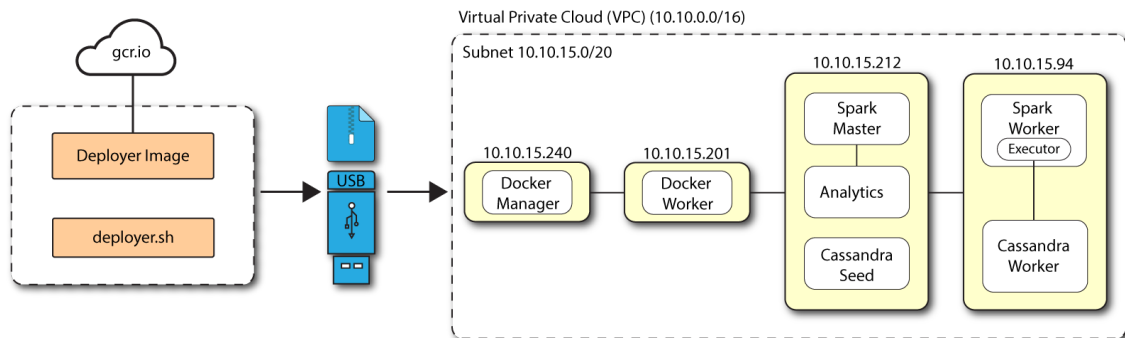 Virtual Private Cloud (VPC) (10.10.0.0/16)
gcr.io
Deployer Image
deployer.sh
USB
Subnet 10.10.15.0/20
10.10.15.240
Docker
Manager
10.10.15.201
Docker
Worker
10.10.15.212
Spark
Master
Analytics
Cassandra
Seed
10.10.15.94
Spark
Worker
Executor
Cassandra
Worker